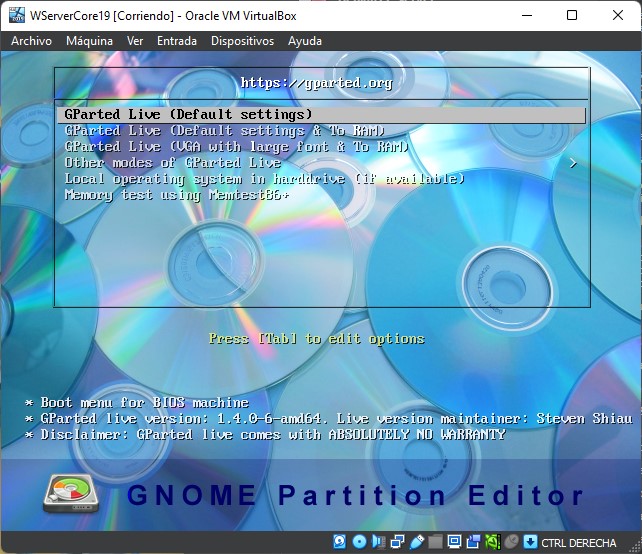 WServerCore19 [Corriendo] - Oracle VM VirtualBox
Archivo Máquina Ver Entrada Dispositivos Ayuda
https://gparted.org
GParted Live (Default settings)
GParted Live (Default settings & To RAM)
GParted Live (VGA with large font & To RAM)
Other modes of GParted Live >
Local operating system in harddrive (if available)
Memory test using Memtest86+
Press [Tab] to edit options
* Boot menu for BIOS machine
* GParted live version: 1.4.0-6-amd64. Live version maintainer: Steven Shiau
* Disclaimer: GParted live comes with ABSOLUTELY NO WARRANTY
GNOME Partition Editor
CTRL DERECHA